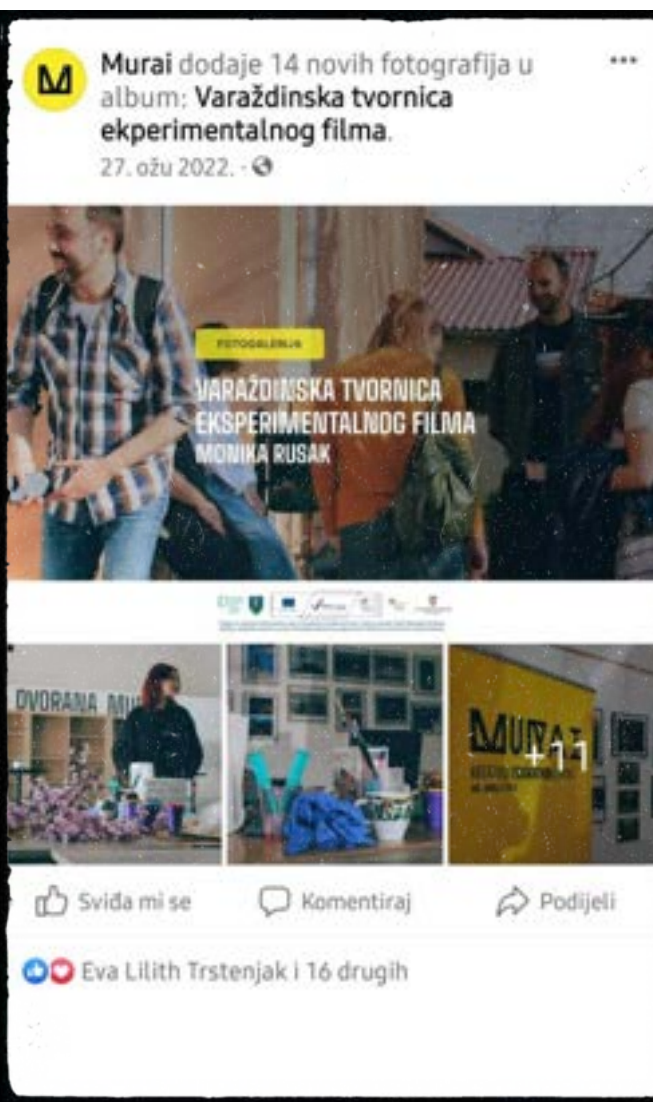 Murai dodaje 14 novih fotografija u
album: Varaždinska tvornica
ekperimentalnog filma.
27. ožu 2022. ·
FOTOGALERIJA
VARAŽDINSKA TVORNICA
EKSPERIMENTALNOG FILMA
MONIKA RUSAK
DVORANA MU
MURAI
+11
Sviđa mi se
Komentiraj
Podijeli
Eva Lilith Trstenjak i 16 drugih